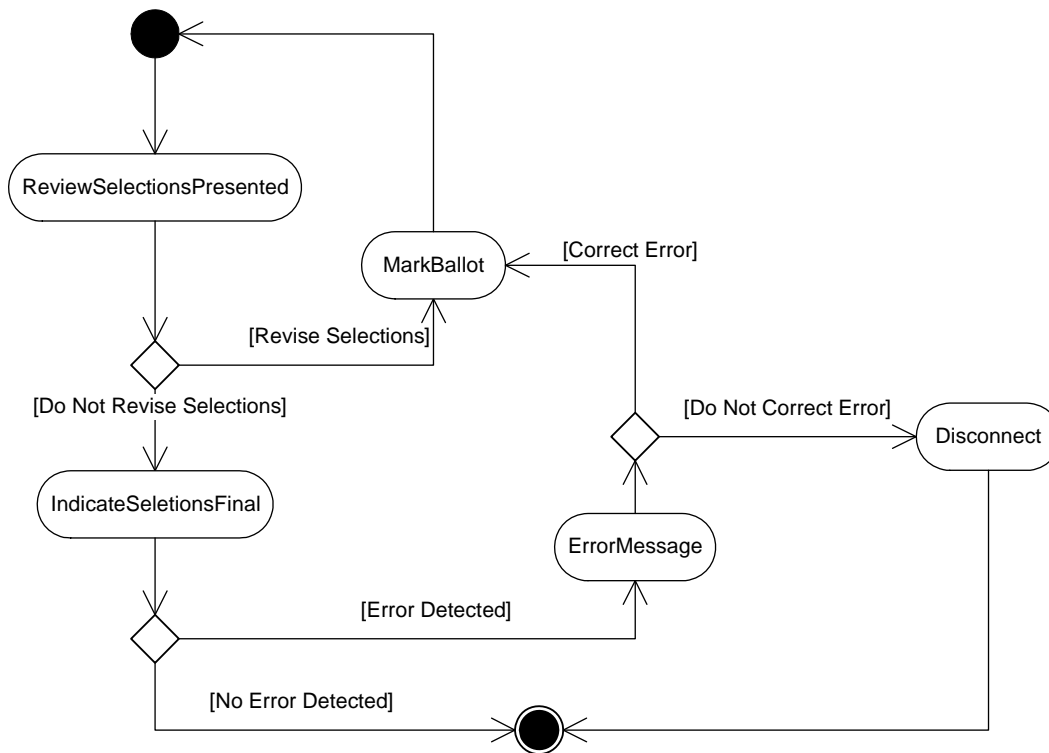 ReviewSelectionsPresented
MarkBallot
[Correct Error]
[Revise Selections]
[Do Not Revise Selections]
[Do Not Correct Error]
Disconnect
IndicateSeletionsFinal
ErrorMessage
[Error Detected]
[No Error Detected]